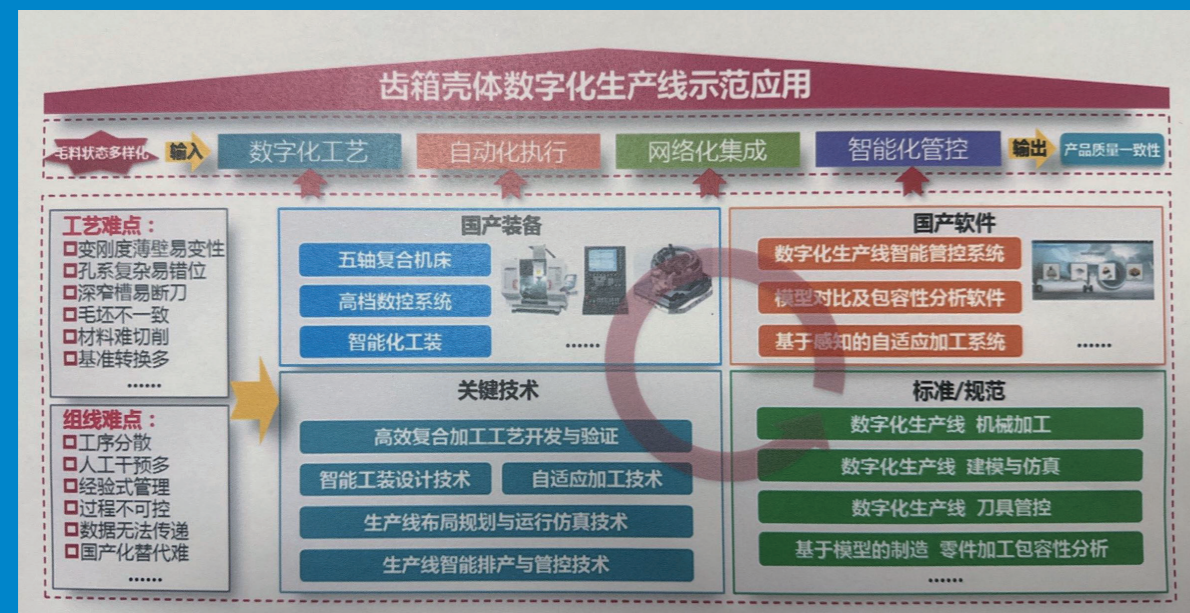 齿箱壳体数字化生产线示范应用
毛料状态多样化
输入
数字化工艺
自动化执行
网络化集成
智能化管控
输出
产品质量一致性
工艺难点：
变刚度薄壁易变性
孔系复杂易错位
深窄槽易断刀
毛坯不一致
材料难切削
基准转换多
......
组线难点：
工序分散
人工干预多
经验式管理
过程不可控
数据无法传递
国产化替代难
......
国产装备
五轴复合机床
高档数控系统
智能化工装
......
国产软件
数字化生产线智能管控系统
模型对比及包容性分析软件
基于感知的自适应加工系统
......
关键技术
高效复合加工工艺开发与验证
智能工装设计技术 自适应加工技术
生产线布局规划与运行仿真技术
生产线智能排产与管控技术
标准/规范
数字化生产线 机械加工
数字化生产线 建模与仿真
数字化生产线 刀具管控
基于模型的制造 零件加工包容性分析
......